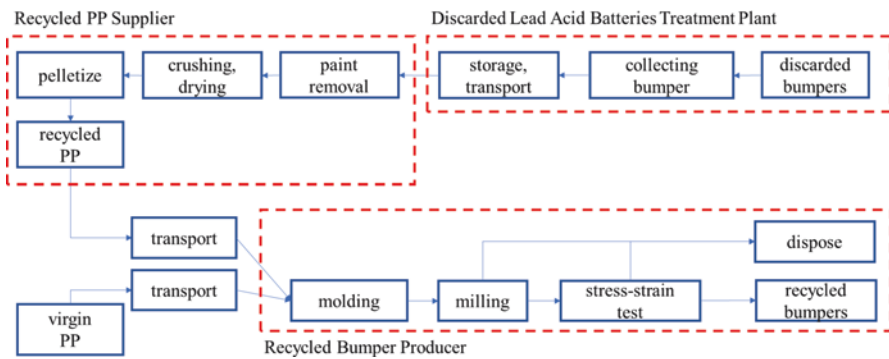 Recycled PP Supplier
Discarded Lead Acid Batteries Treatment Plant
pelletize
crushing,
drying
paint
removal
storage,
transport
collecting
bumper
discarded
bumpers
recycled
PP
transport
dispose
transport
molding
milling
stress-strain
test
recycled
bumpers
virgin
PP
Recycled Bumper Producer